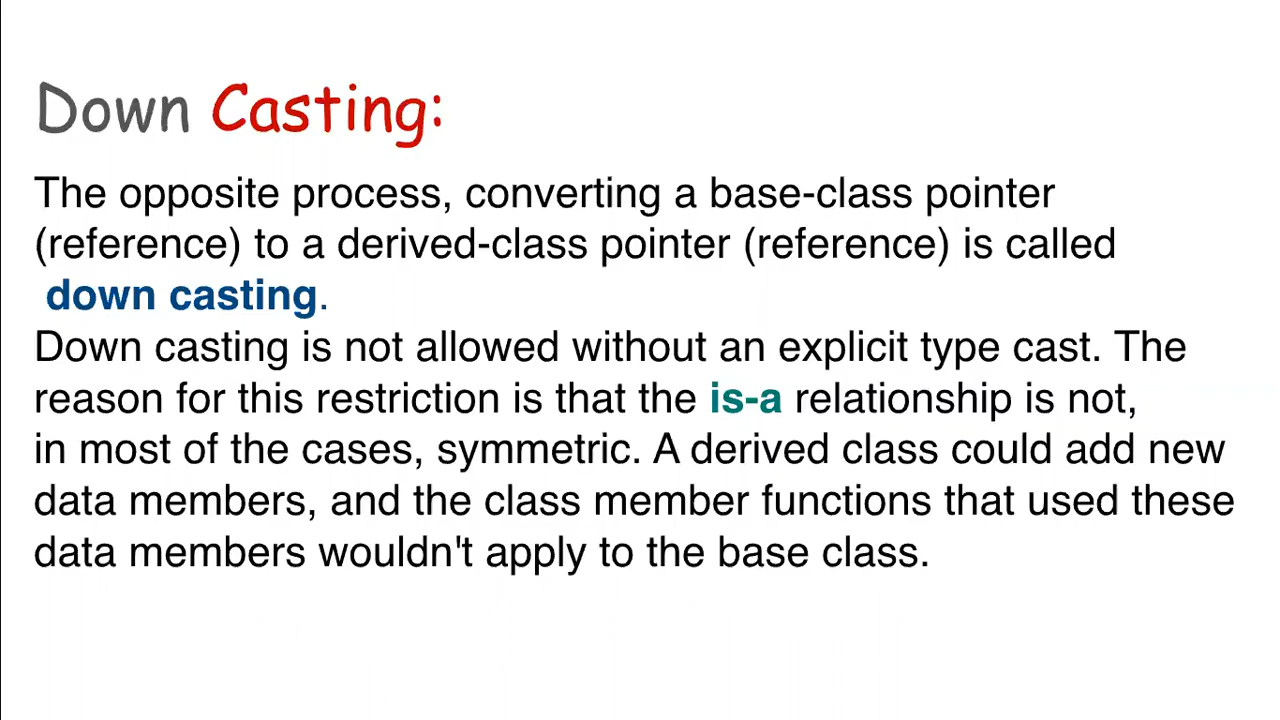 Down Casting:
The opposite process, converting a base-class pointer
(reference) to a derived-class pointer (reference) is called
down casting.
Down casting is not allowed without an explicit type cast. The
reason for this restriction is that the is-a relationship is not,
in most of the cases, symmetric. A derived class could add new
data members, and the class member functions that used these
data members wouldn't apply to the base class.